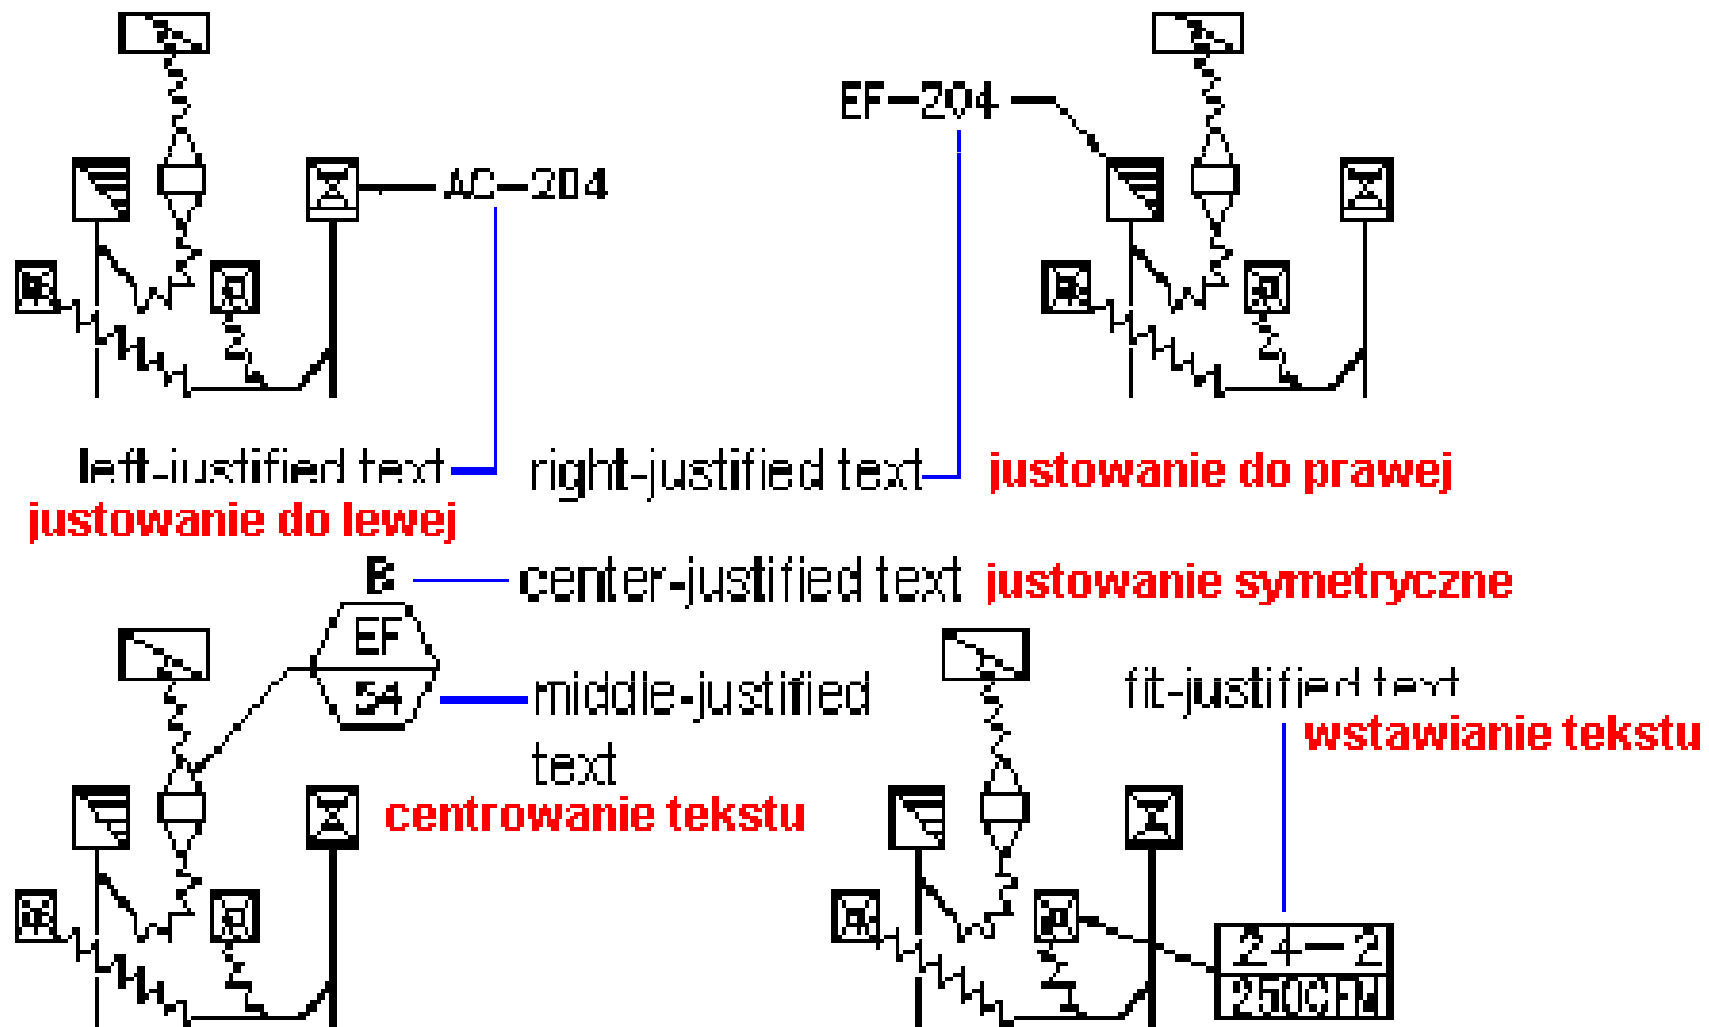 EF-204
AC-204
left-justified text
right-justified text
justowanie do prawej
justowanie do lewej
B
center-justified text
justowanie symetryczne
EF
54
middle-justified
text
fit-justified text
wstawianie tekstu
centrowanie tekstu
24-2
250CFM